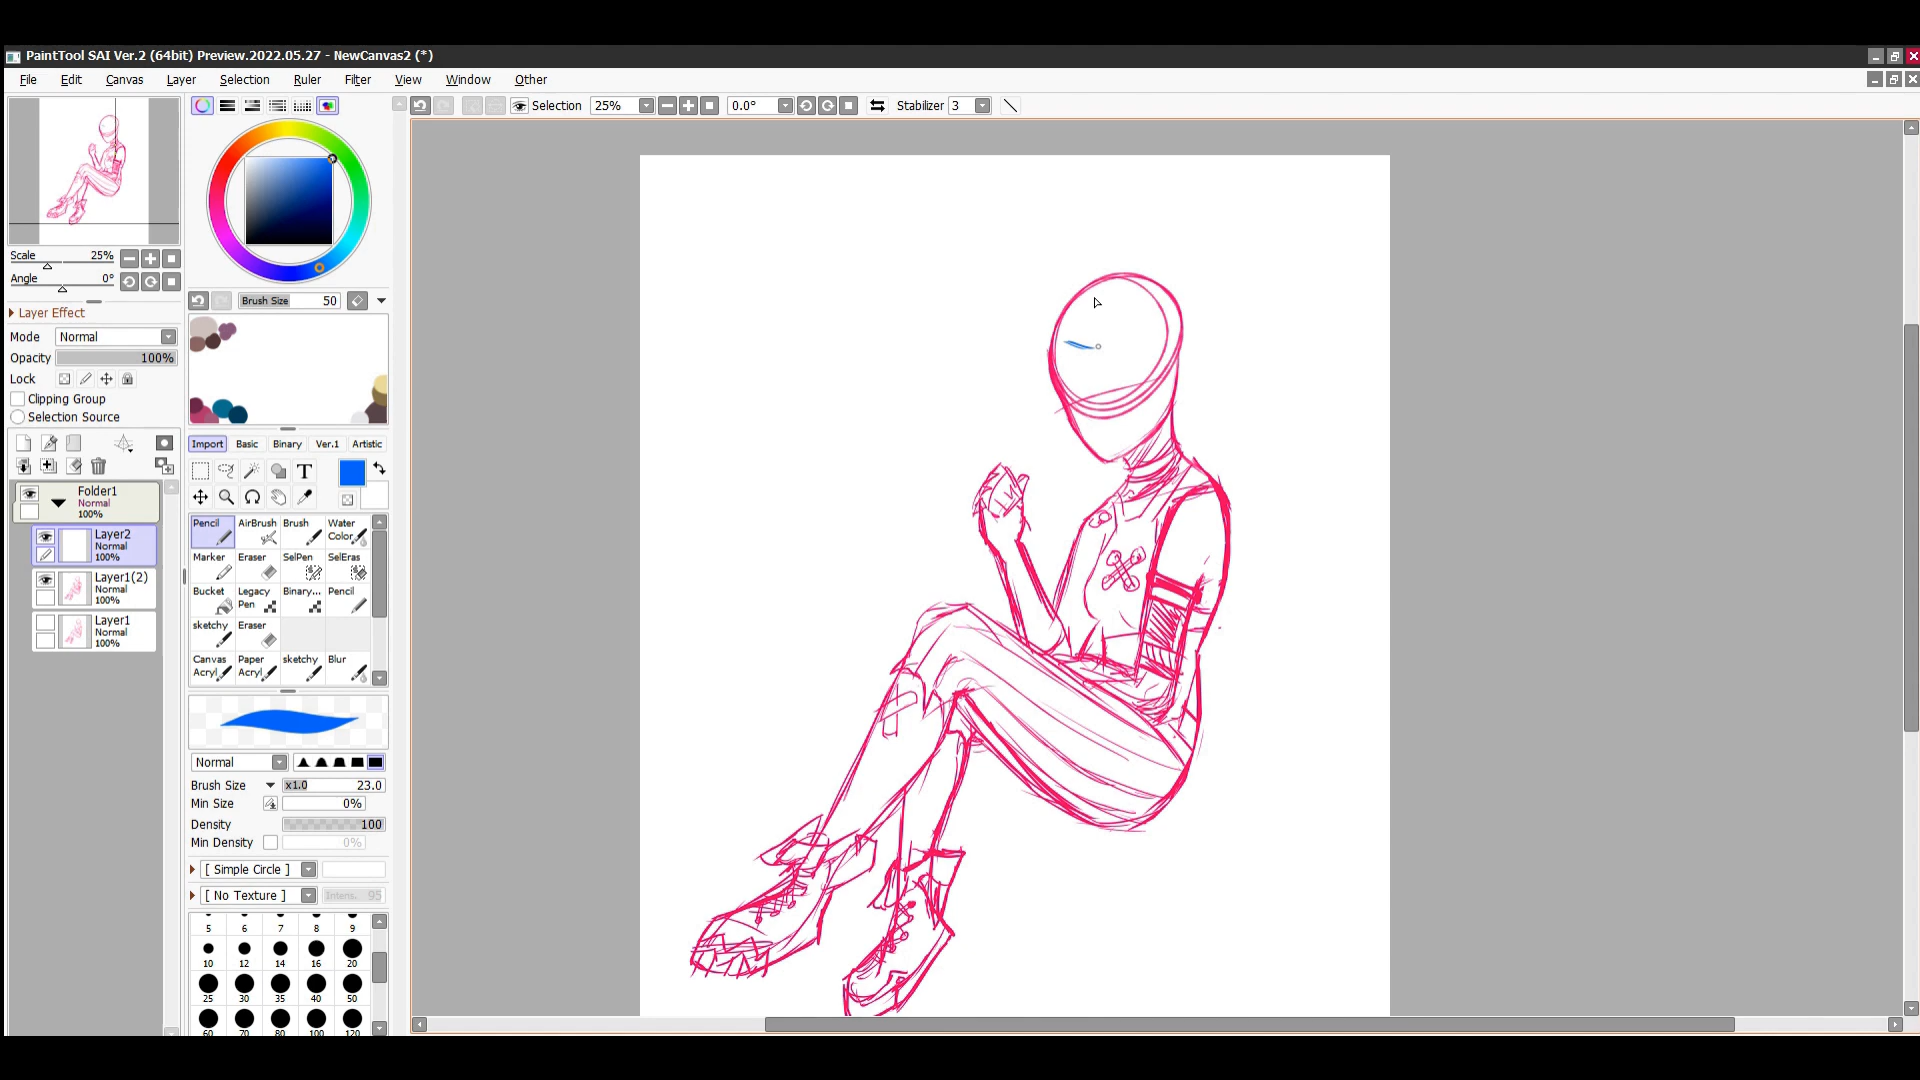 PaintTool SAI Ver.2 (64bit) Preview.2022.05.27 - NewCanvas2 (*)
File Edit Canvas Layer Selection Ruler Filter View Window Other
Selection 25% 0.0° Stabilizer 3
Scale 25%
Angle 0°
Layer Effect
Mode Normal
Opacity 100%
Lock
Clipping Group
Selection Source
Folder1
Normal
100%
Layer2
Normal
100%
Layer1(2)
Normal
100%
Layer1
Normal
100%
Brush Size 50
Import Basic Binary Ver.1 Artistic
T
Pencil AirBrush Brush Water Color
Marker Eraser SelPen SelEras
Bucket Legacy Pen Binary... Pencil
sketchy Eraser
Canvas Acryl Paper Acryl sketchy Blur
Normal
Brush Size x1.0 23.0
Min Size 0%
Density 100
Min Density 0%
[ Simple Circle ]
[ No Texture ] Intens. 95
5 6 7 8 9
10 12 14 16 20
25 30 35 40 50
60 70 80 100 120